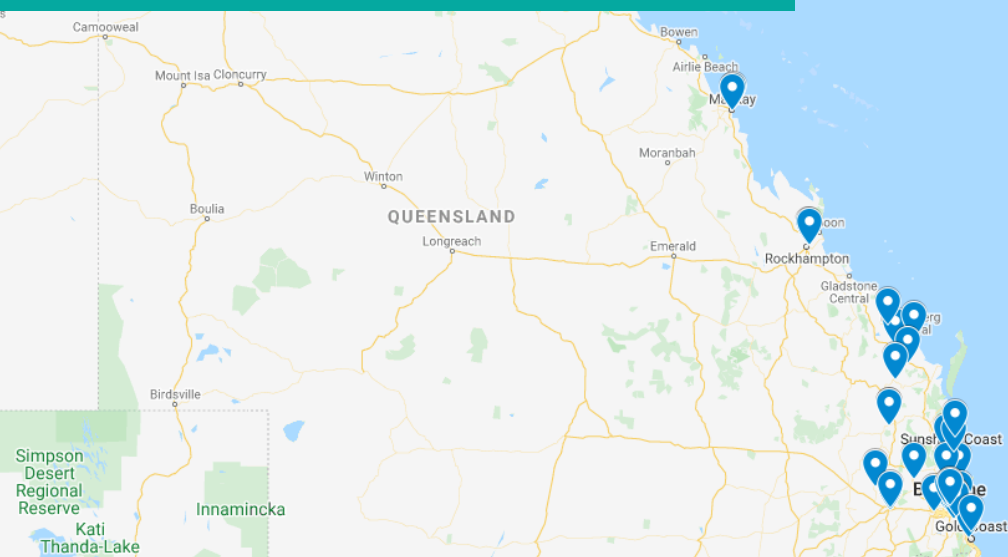 Camooweal
Bowen
Airlie Beach
Mount Isa
Cloncurry
Moranbah
Winton
Boulia
QUEENSLAND
Longreach
Emerald
Rockhampton
Gladstone
Central
Birdsville
Simpson
Desert
Regional
Reserve
Innamincka
Kati
Thanda-Lake